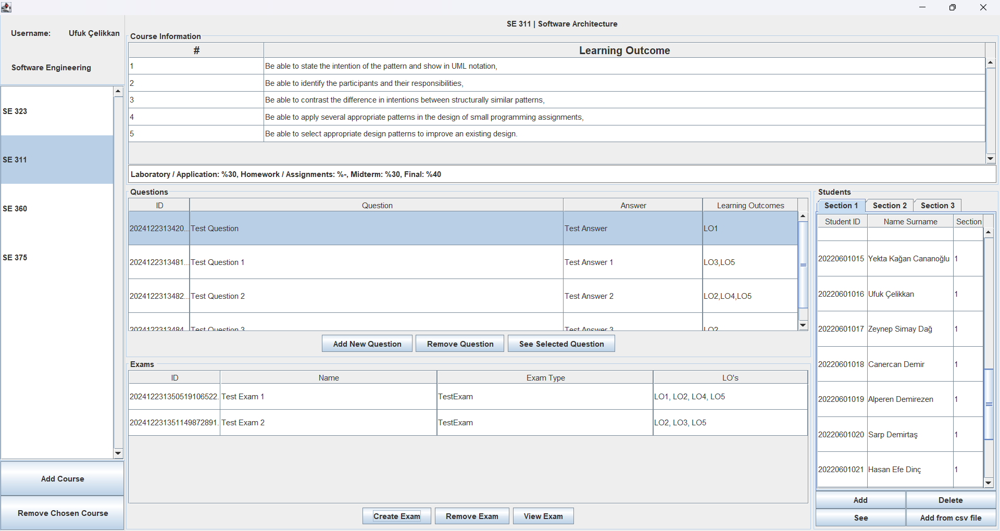 Username: Ufuk Çelikkan
Software Engineering
SE 323
SE 311
SE 360
SE 375
Add Course
Remove Chosen Course
SE 311 | Software Architecture
Course Information
# Learning Outcome
1 Be able to state the intention of the pattern and show in UML notation,
2 Be able to identify the participants and their responsibilities,
3 Be able to contrast the difference in intentions between structurally similar patterns,
4 Be able to apply several appropriate patterns in the design of small programming assignments,
5 Be able to select appropriate design patterns to improve an existing design.
Laboratory / Application: %30, Homework / Assignments: %-, Midterm: %30, Final: %40
Questions
ID Question Answer Learning Outcomes
2024122313420... Test Question Test Answer LO1
2024122313481... Test Question 1 Test Answer 1 LO3,LO5
2024122313482... Test Question 2 Test Answer 2 LO2,LO4,LO5
2024122313484... Test Question 3 Test Answer 3 LO2
Add New Question Remove Question See Selected Question
Exams
ID Name Exam Type LO's
202412231350519106522. Test Exam 1 TestExam LO1, LO2, LO4, LO5
202412231351149872891. Test Exam 2 TestExam LO2, LO3, LO5
Create Exam Remove Exam View Exam
Students
Section 1 Section 2 Section 3
Student ID Name Surname Section
20220601015 Yekta Kağan Cananoğlu 1
20220601016 Ufuk Çelikkan 1
20220601017 Zeynep Simay Dağ 1
20220601018 Canercan Demir 1
20220601019 Alperen Demirezen 1
20220601020 Sarp Demirtaş 1
20220601021 Hasan Efe Dinç 1
Add Delete
See Add from csv file